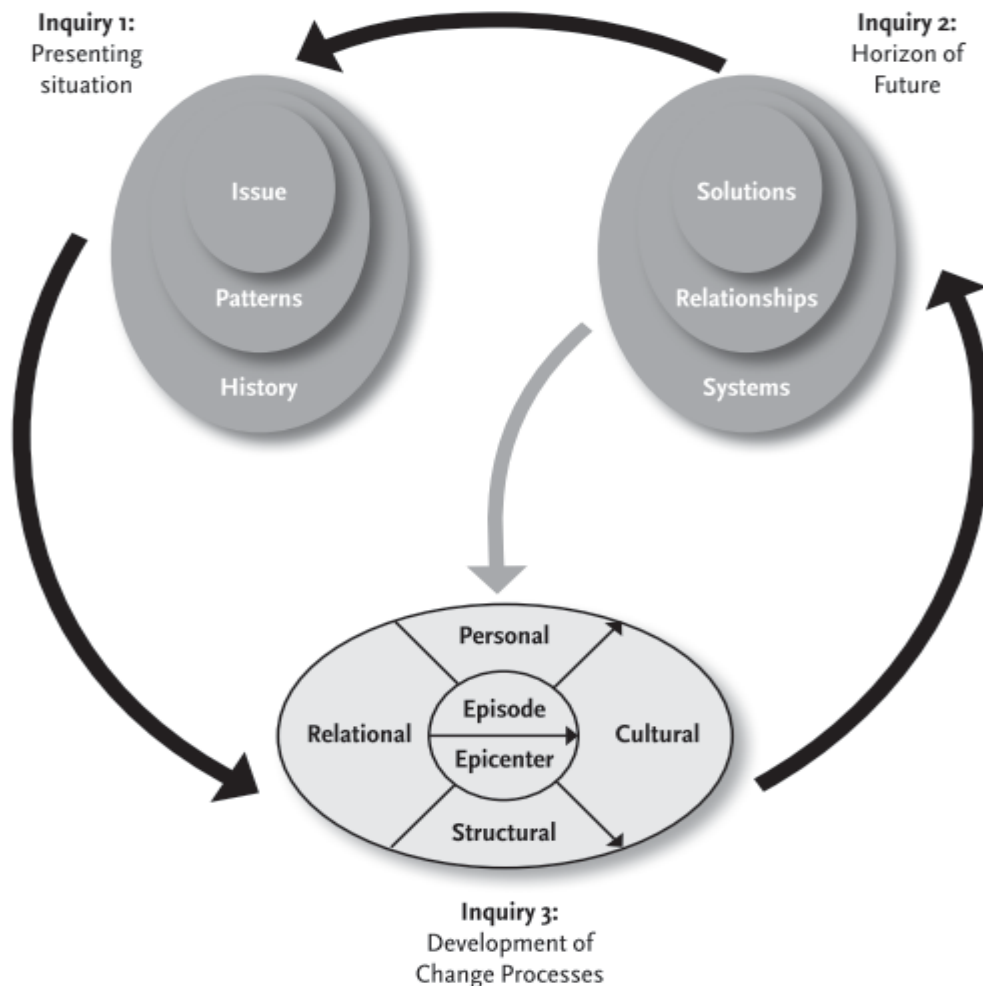 Inquiry 1:
Presenting
situation
Inquiry 2:
Horizon of
Future
Issue
Patterns
History
Solutions
Relationships
Systems
Personal
Relational
Episode
Epicenter
Cultural
Structural
Inquiry 3:
Development of
Change Processes